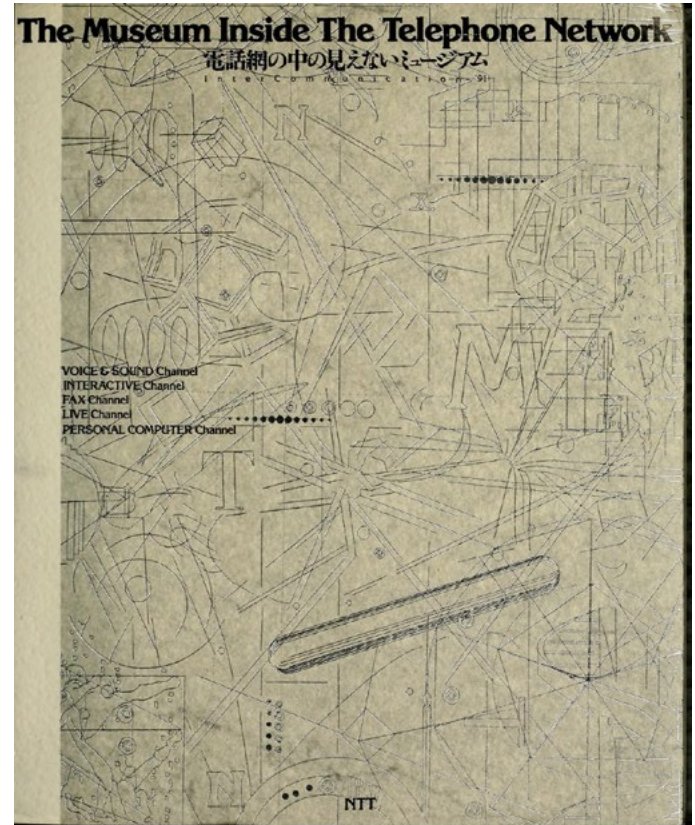 The Museum Inside The Telephone Network
電話網の中の見えないミュージアム
InterCommunication '91
N
X
M
VOICE & SOUND Channel
INTERACTIVE Channel
FAX Channel
LIVE Channel
PERSONAL COMPUTER Channel
T
N
NTT